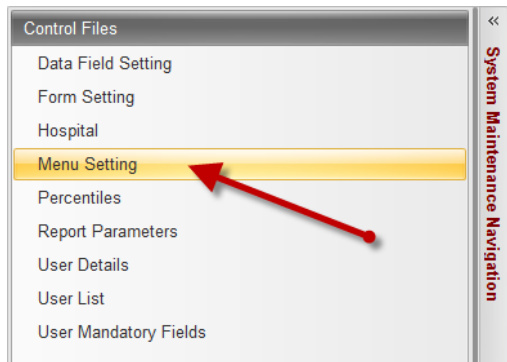 Control Files
Data Field Setting
Form Setting
Hospital
Menu Setting
Percentiles
Report Parameters
User Details
User List
User Mandatory Fields
«
System Maintenance Navigation